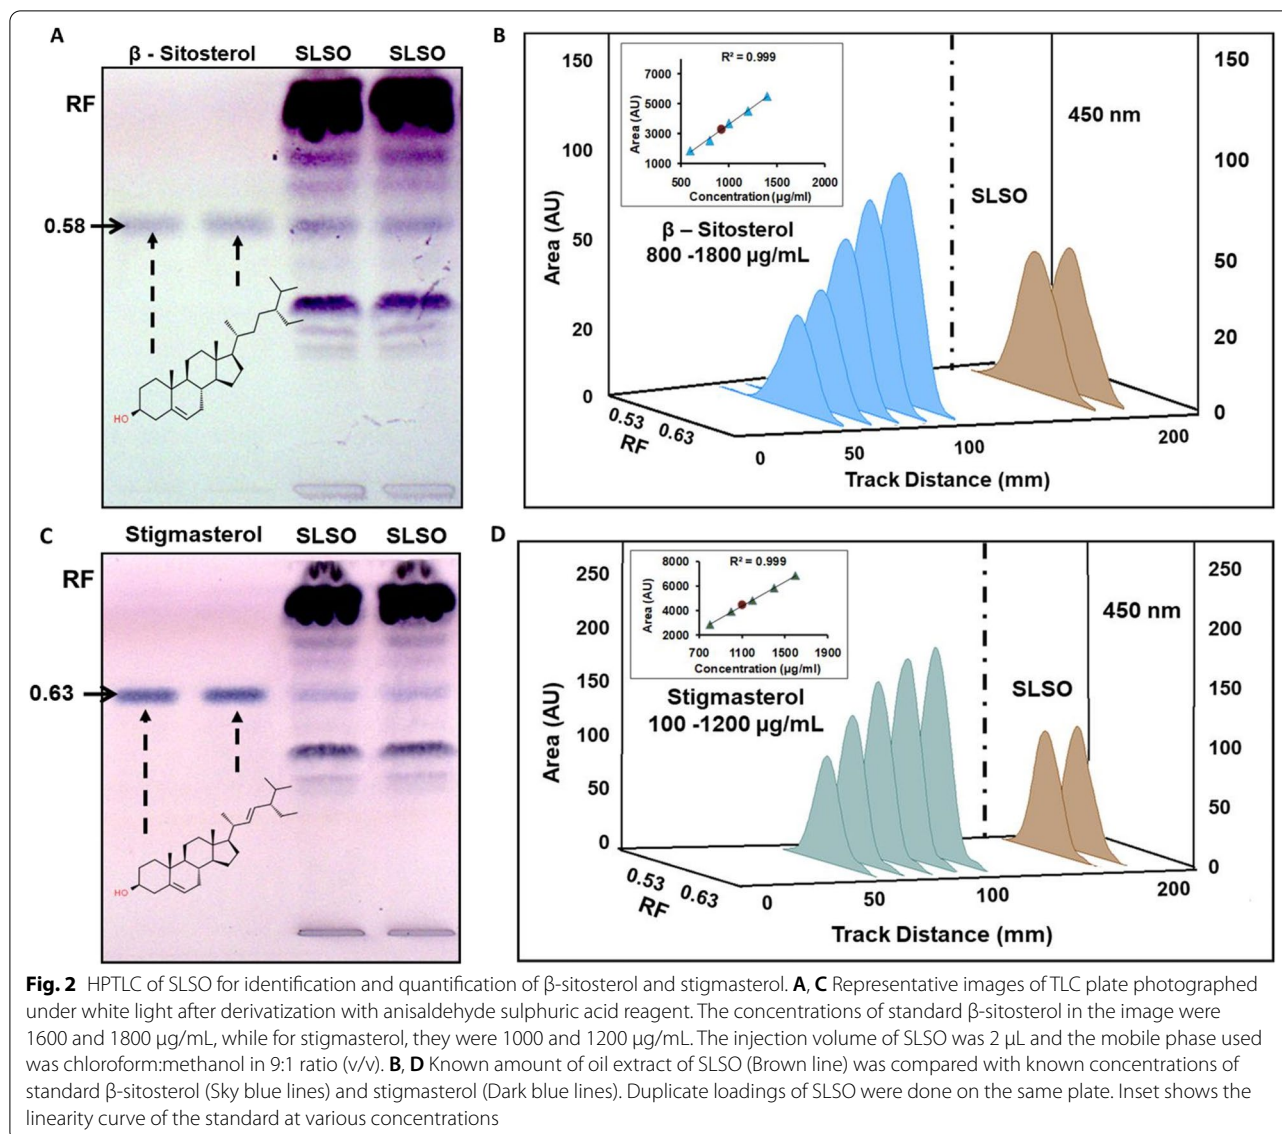 A
β - Sitosterol SLSO SLSO
RF
0.58
HO
B
150
100
50
20
0
Area (AU)
R² = 0.999
7000
5000
3000
1000
Area (AU)
500 1000 1500 2000
Concentration (µg/ml)
β – Sitosterol
800 -1800 µg/mL
SLSO
450 nm
150
100
50
20
0
0.53
0.63
RF
0 50 100 200
Track Distance (mm)
C
Stigmasterol SLSO SLSO
RF
0.63
HO
D
250
200
150
100
50
0
Area (AU)
R² = 0.999
8000
6000
4000
2000
Area (AU)
700 1100 1500 1900
Concentration (µg/ml)
Stigmasterol
100 -1200 µg/mL
SLSO
450 nm
250
200
150
100
50
0
0.53
0.63
RF
0 50 100 200
Track Distance (mm)
Fig. 2 HPTLC of SLSO for identification and quantification of β-sitosterol and stigmasterol. A, C Representative images of TLC plate photographed
under white light after derivatization with anisaldehyde sulphuric acid reagent. The concentrations of standard β-sitosterol in the image were
1600 and 1800 µg/mL, while for stigmasterol, they were 1000 and 1200 µg/mL. The injection volume of SLSO was 2 µL and the mobile phase used
was chloroform:methanol in 9:1 ratio (v/v). B, D Known amount of oil extract of SLSO (Brown line) was compared with known concentrations of
standard β-sitosterol (Sky blue lines) and stigmasterol (Dark blue lines). Duplicate loadings of SLSO were done on the same plate. Inset shows the
linearity curve of the standard at various concentrations